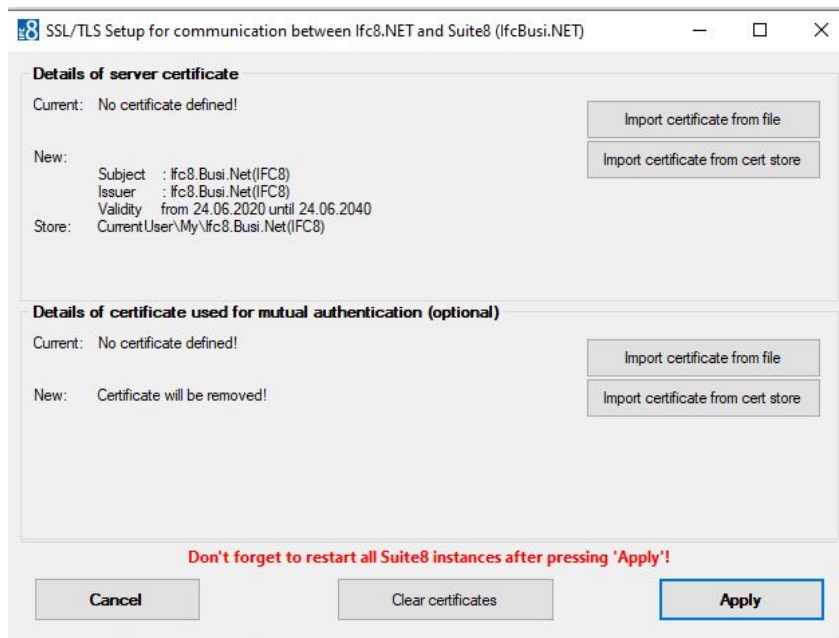 SSL/TLS Setup for communication between Ifc8.NET and Suite8 (IfcBusi.NET)
Details of server certificate
Current: No certificate defined!
Import certificate from file
New:
Import certificate from cert store
Subject : Ifc8.Busi.Net(IFC8)
Issuer : Ifc8.Busi.Net(IFC8)
Validity from 24.06.2020 until 24.06.2040
Store: CurrentUser\My\Ifc8.Busi.Net(IFC8)
Details of certificate used for mutual authentication (optional)
Current: No certificate defined!
Import certificate from file
New: Certificate will be removed!
Import certificate from cert store
Don't forget to restart all Suite8 instances after pressing 'Apply'!
Cancel Clear certificates Apply